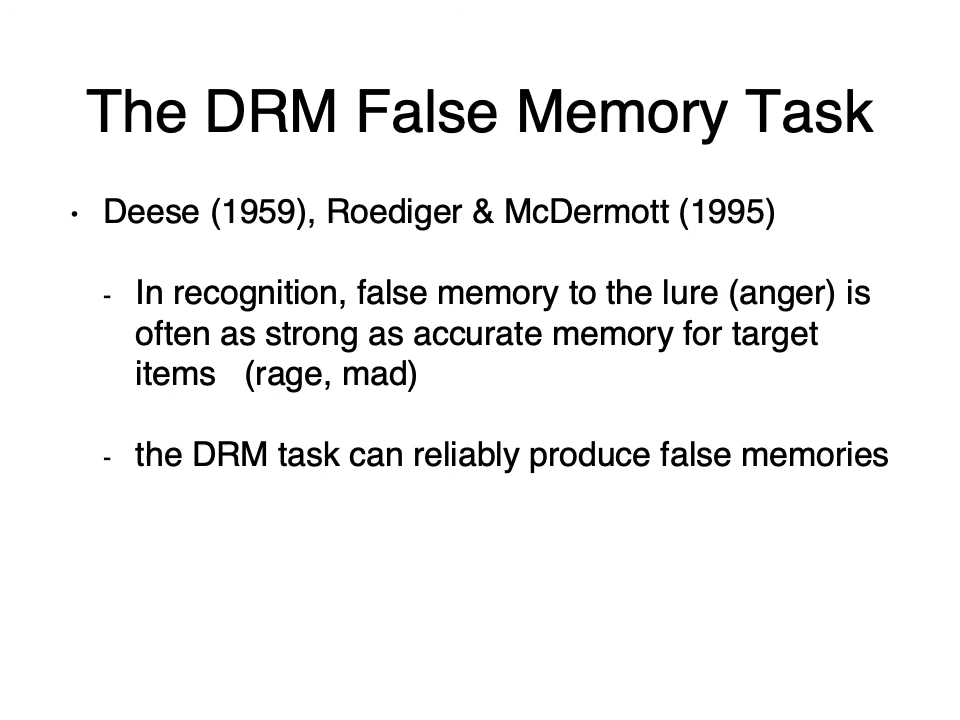 The DRM False Memory Task
• Deese (1959), Roediger & McDermott (1995)
- In recognition, false memory to the lure (anger) is
often as strong as accurate memory for target
items (rage, mad)
- the DRM task can reliably produce false memories